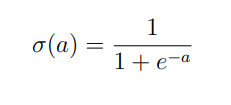 σ(a) = 1 / (1 + e^{-a})